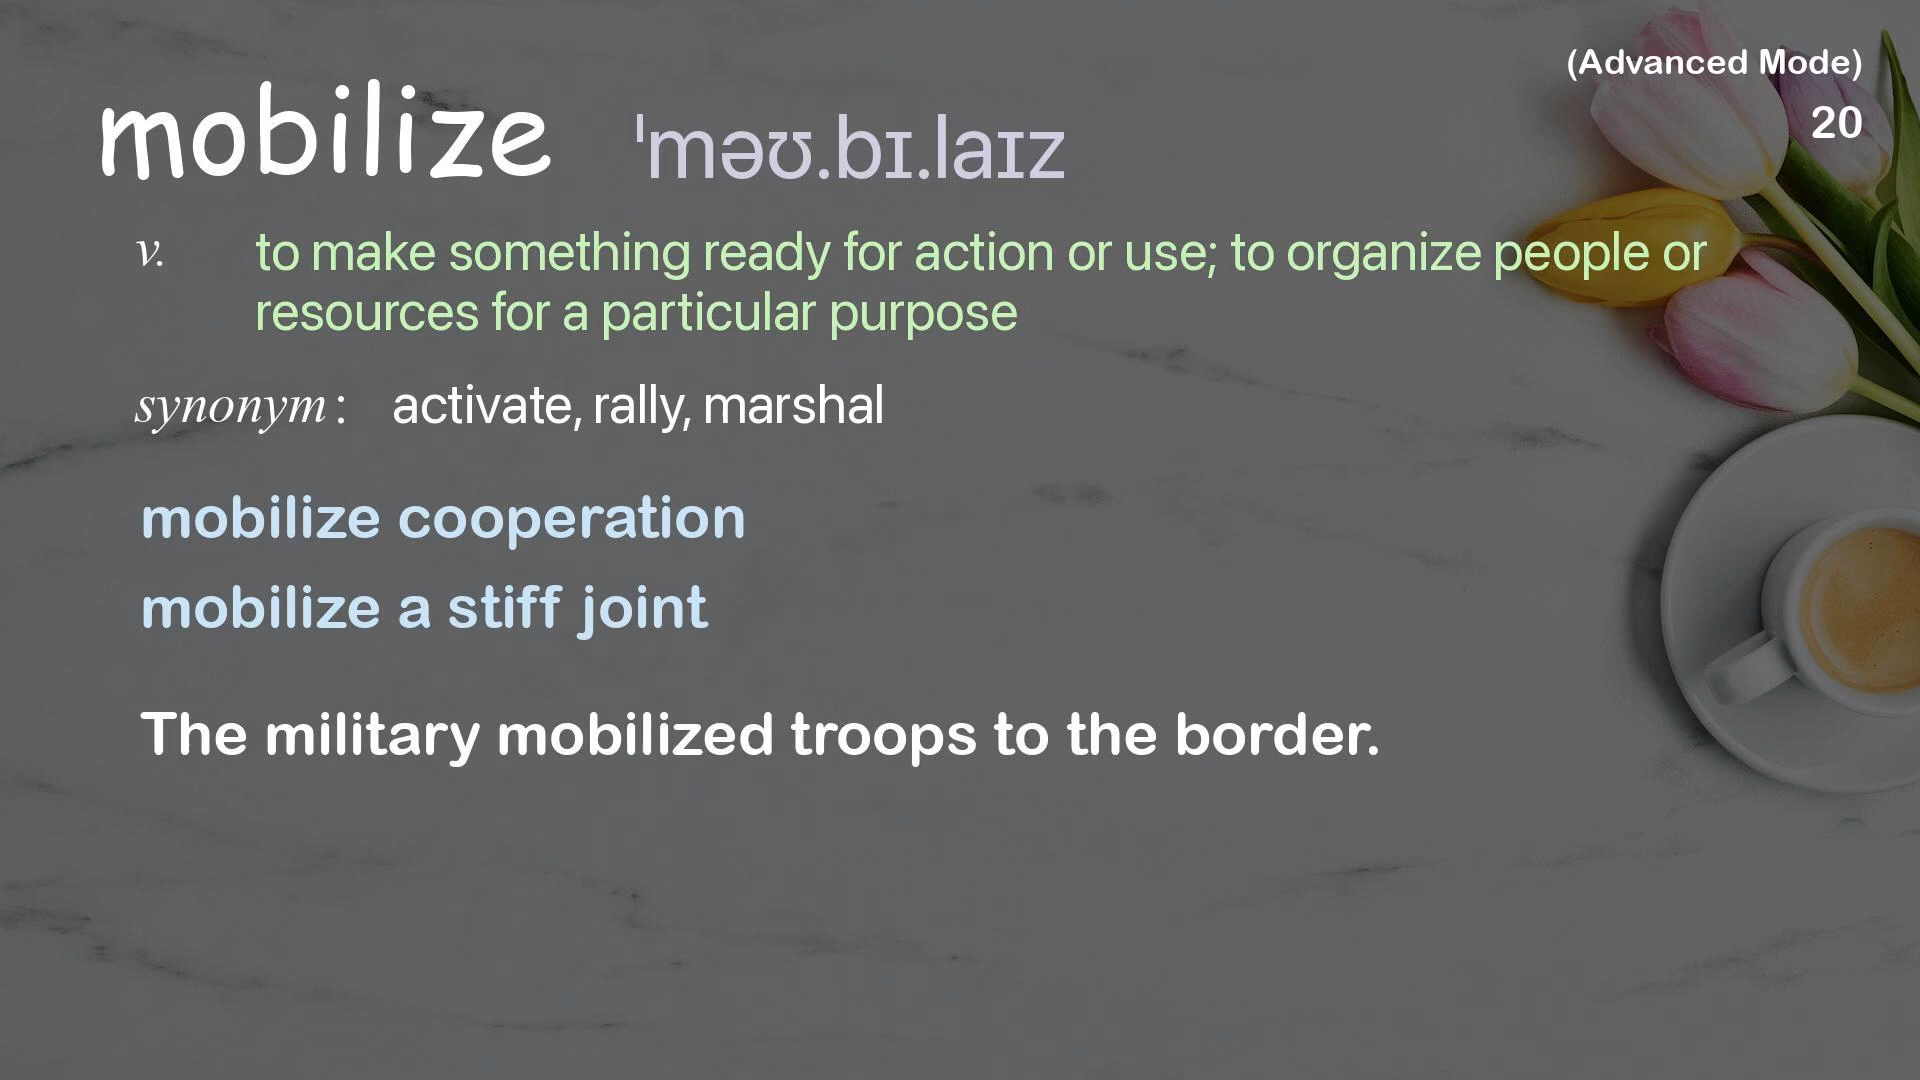 (Advanced Mode)
20
mobilize ˈməʊ.bɪ.laɪz
v. to make something ready for action or use; to organize people or
resources for a particular purpose
synonym : activate, rally, marshal
mobilize cooperation
mobilize a stiff joint
The military mobilized troops to the border.